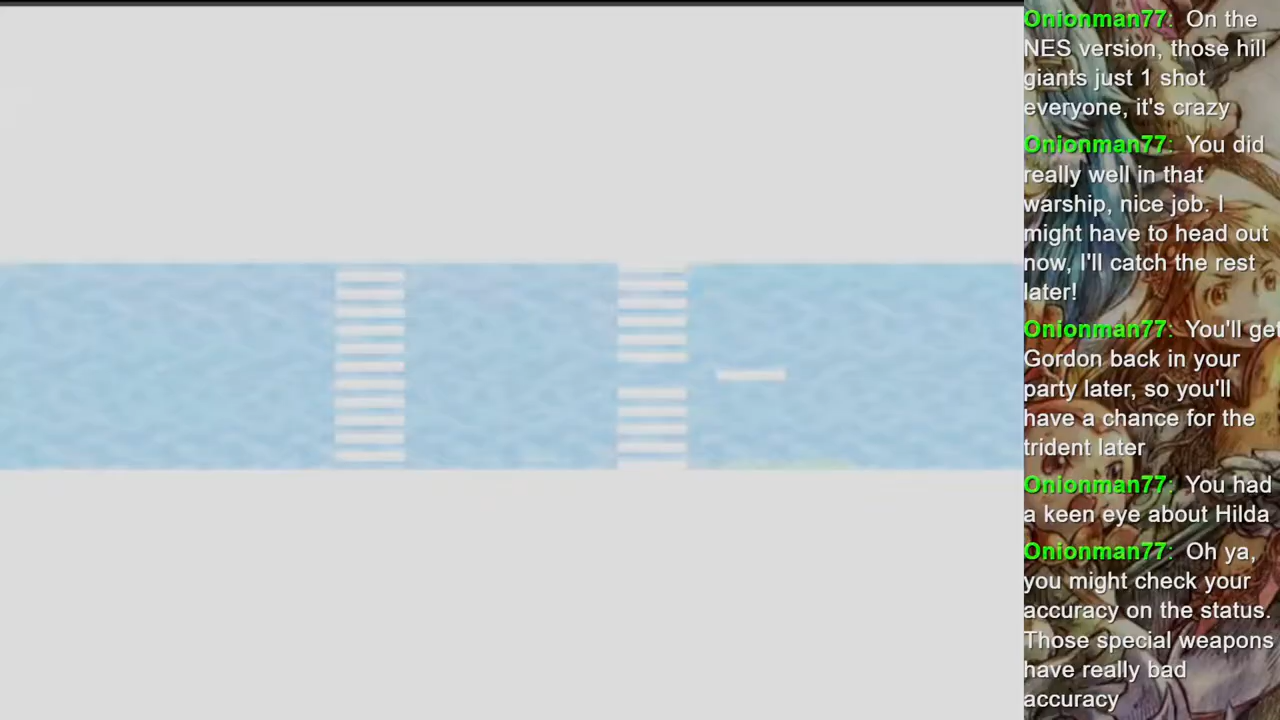 Onionman77: On the
NES version, those hill
giants just 1 shot
everyone, it's crazy
Onionman77: You did
really well in that
warship, nice job. I
might have to head out
now, I'll catch the rest
later!
Onionman77: You'll get
Gordon back in your
party later, so you'll
have a chance for the
trident later
Onionman77: You had
a keen eye about Hilda
Onionman77: Oh ya,
you might check your
accuracy on the status.
Those special weapons
have really bad
accuracy